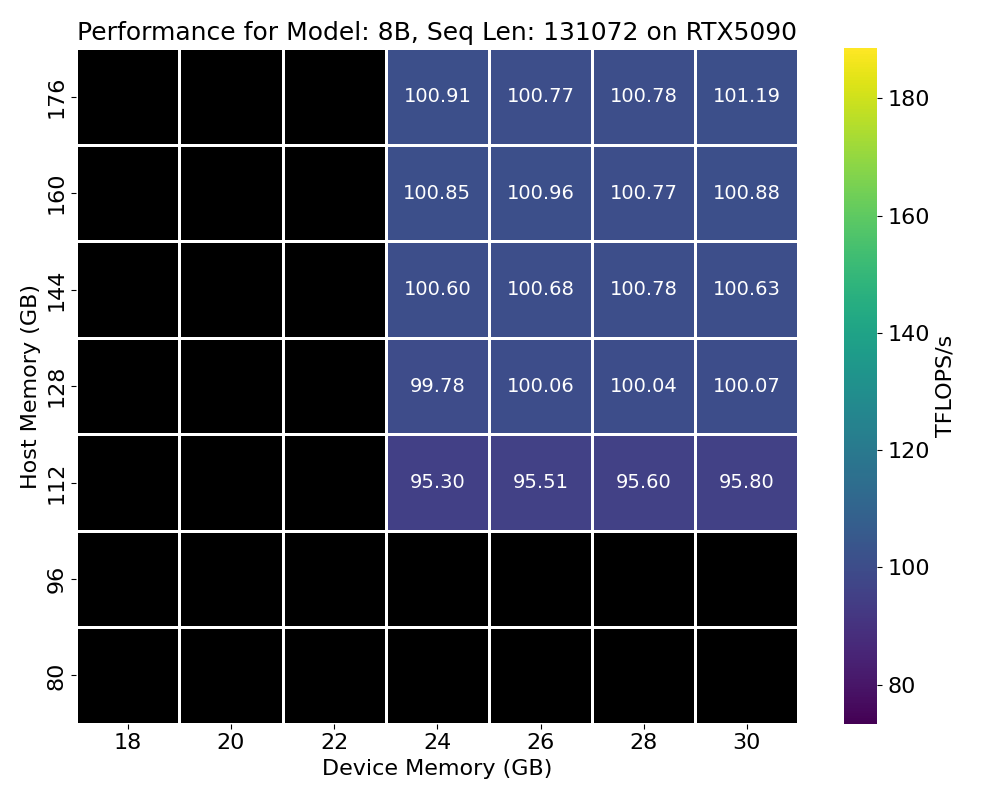 Performance for Model: 8B, Seq Len: 131072 on RTX5090
176 100.91 100.77 100.78 101.19
160 100.85 100.96 100.77 100.88
144 100.60 100.68 100.78 100.63
128 99.78 100.06 100.04 100.07
112 95.30 95.51 95.60 95.80
96
80
Host Memory (GB)
18 20 22 24 26 28 30
Device Memory (GB)
180
160
140
120
100
80
TFLOPS/s